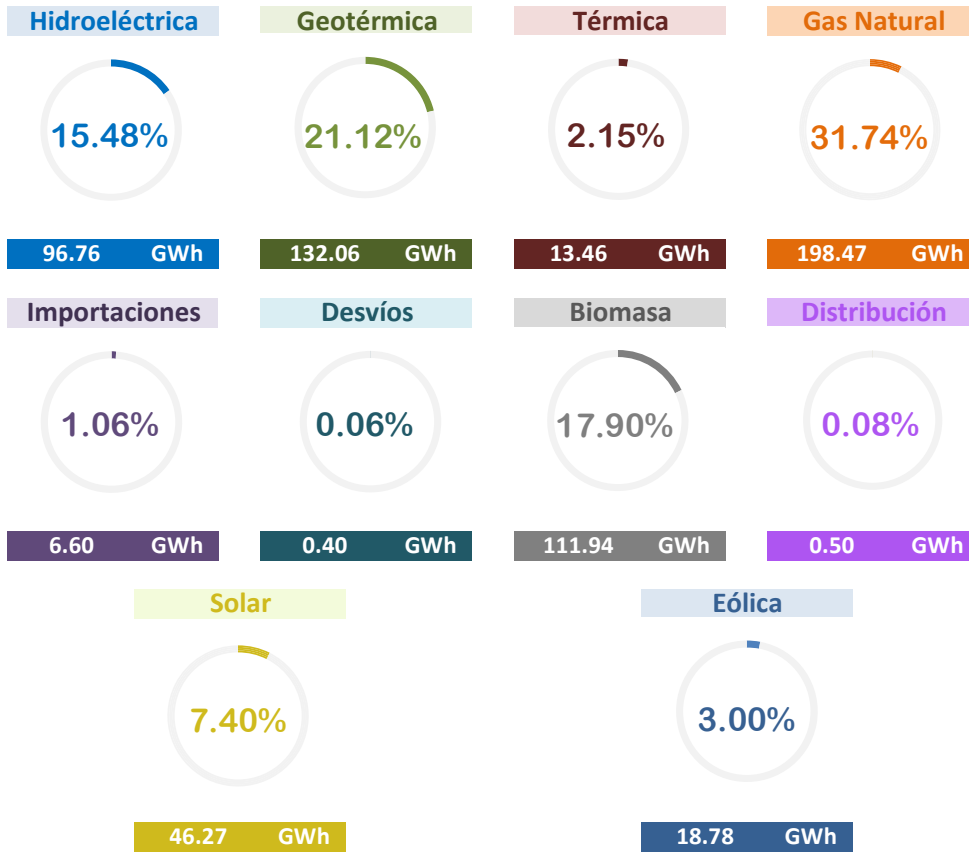 Hidroeléctrica Geotérmica Térmica Gas Natural
15.48% 21.12% 2.15% 31.74%
96.76 GWh 132.06 GWh 13.46 GWh 198.47 GWh
Importaciones Desvíos Biomasa Distribución
1.06% 0.06% 17.90% 0.08%
6.60 GWh 0.40 GWh 111.94 GWh 0.50 GWh
Solar Eólica
7.40% 3.00%
46.27 GWh 18.78 GWh